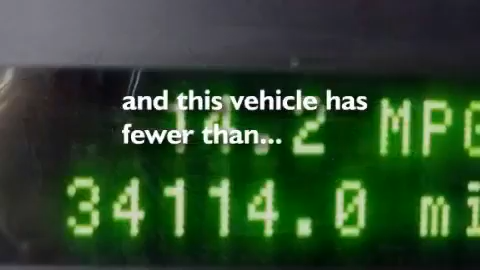 and this vehicle has
fewer than...
14.2 MPG
34114.0 mi